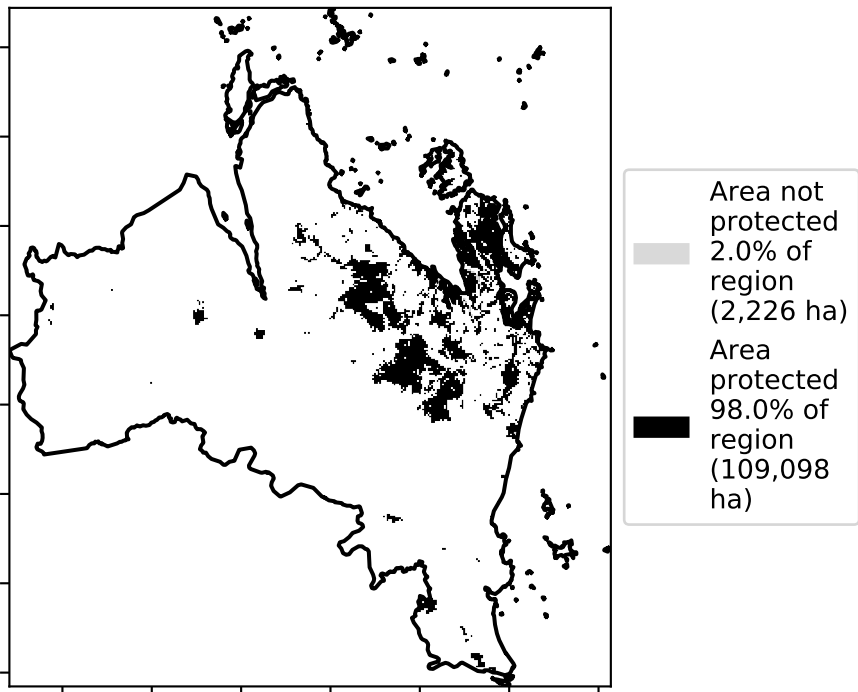 Area not
protected
2.0% of
region
(2,226 ha)
Area
protected
98.0% of
region
(109,098
ha)